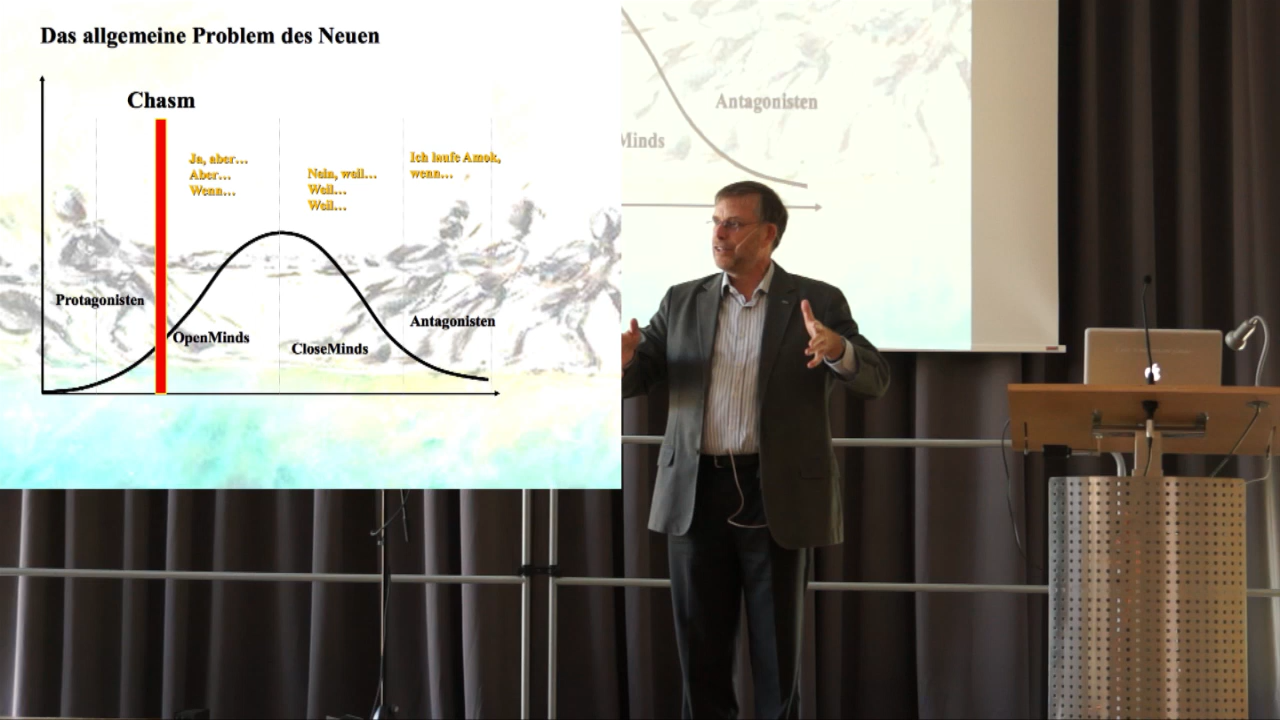 Das allgemeine Problem des Neuen
Chasm
Ja, aber...
Aber...
Wenn...
Nein, weil...
Weil...
Weil...
Ich laufe Amok,
wenn...
Protagonisten
OpenMinds
CloseMinds
Antagonisten
Antagonisten
Minds